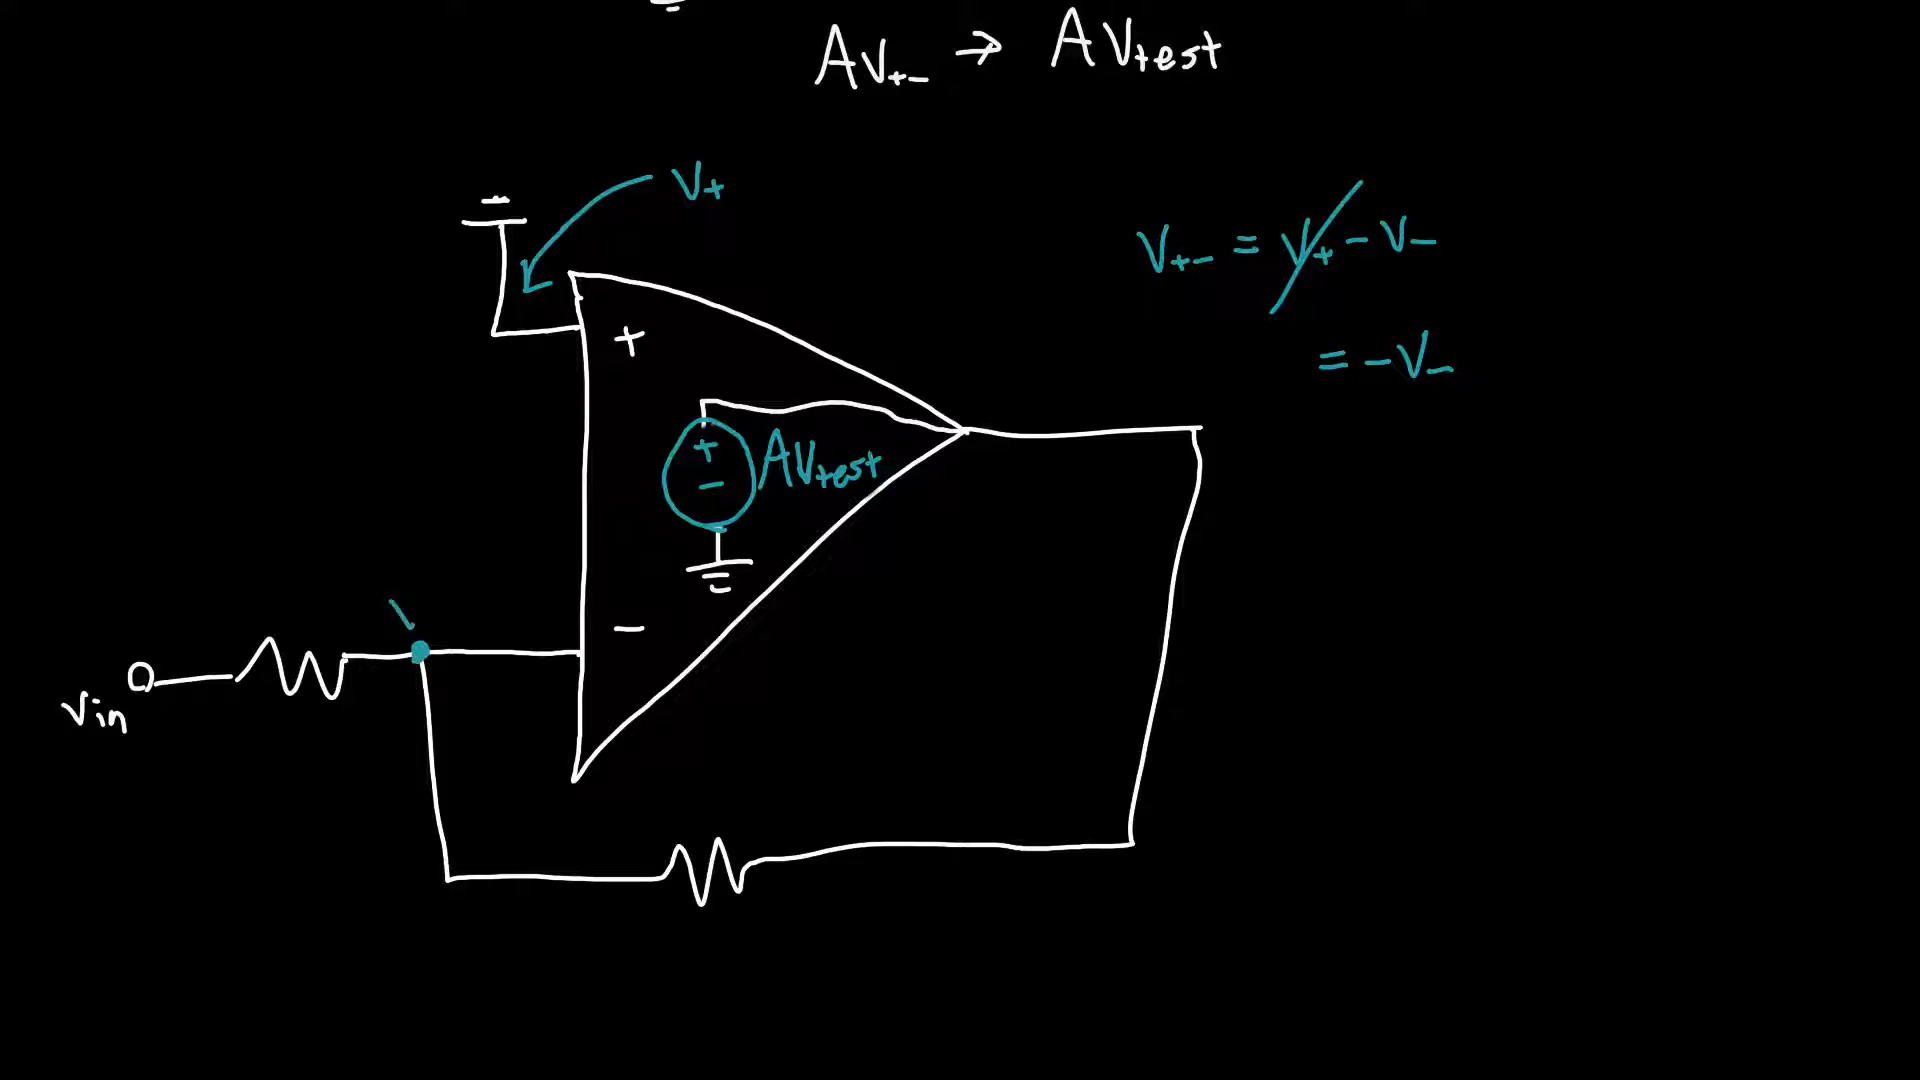 AV+- → AVtest
V+
V+- = V+ - V-
= -V-
+
+
-
AVtest
-
Vin